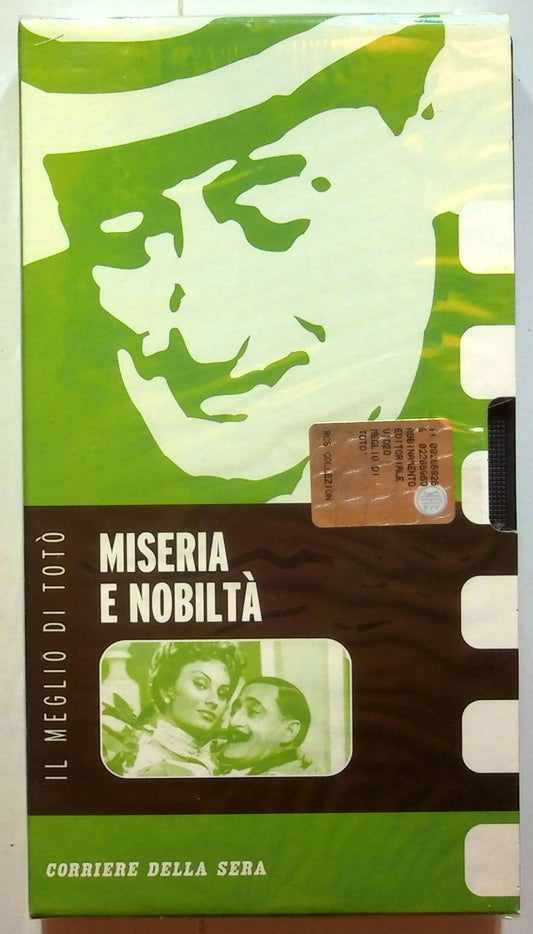 IL MEGLIO DI TOTÒ
MISERIA
E NOBILTÀ
ABBINAMENTO
EDITORIALE
VIDEO
MEGLIO DI
TOTO'
RCS COLLEZION
CORRIERE DELLA SERA